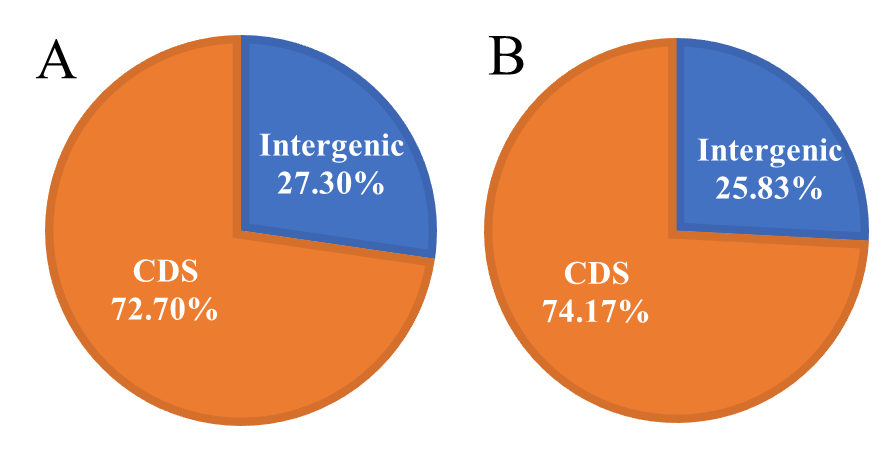 A
Intergenic
27.30%
CDS
72.70%
B
Intergenic
25.83%
CDS
74.17%